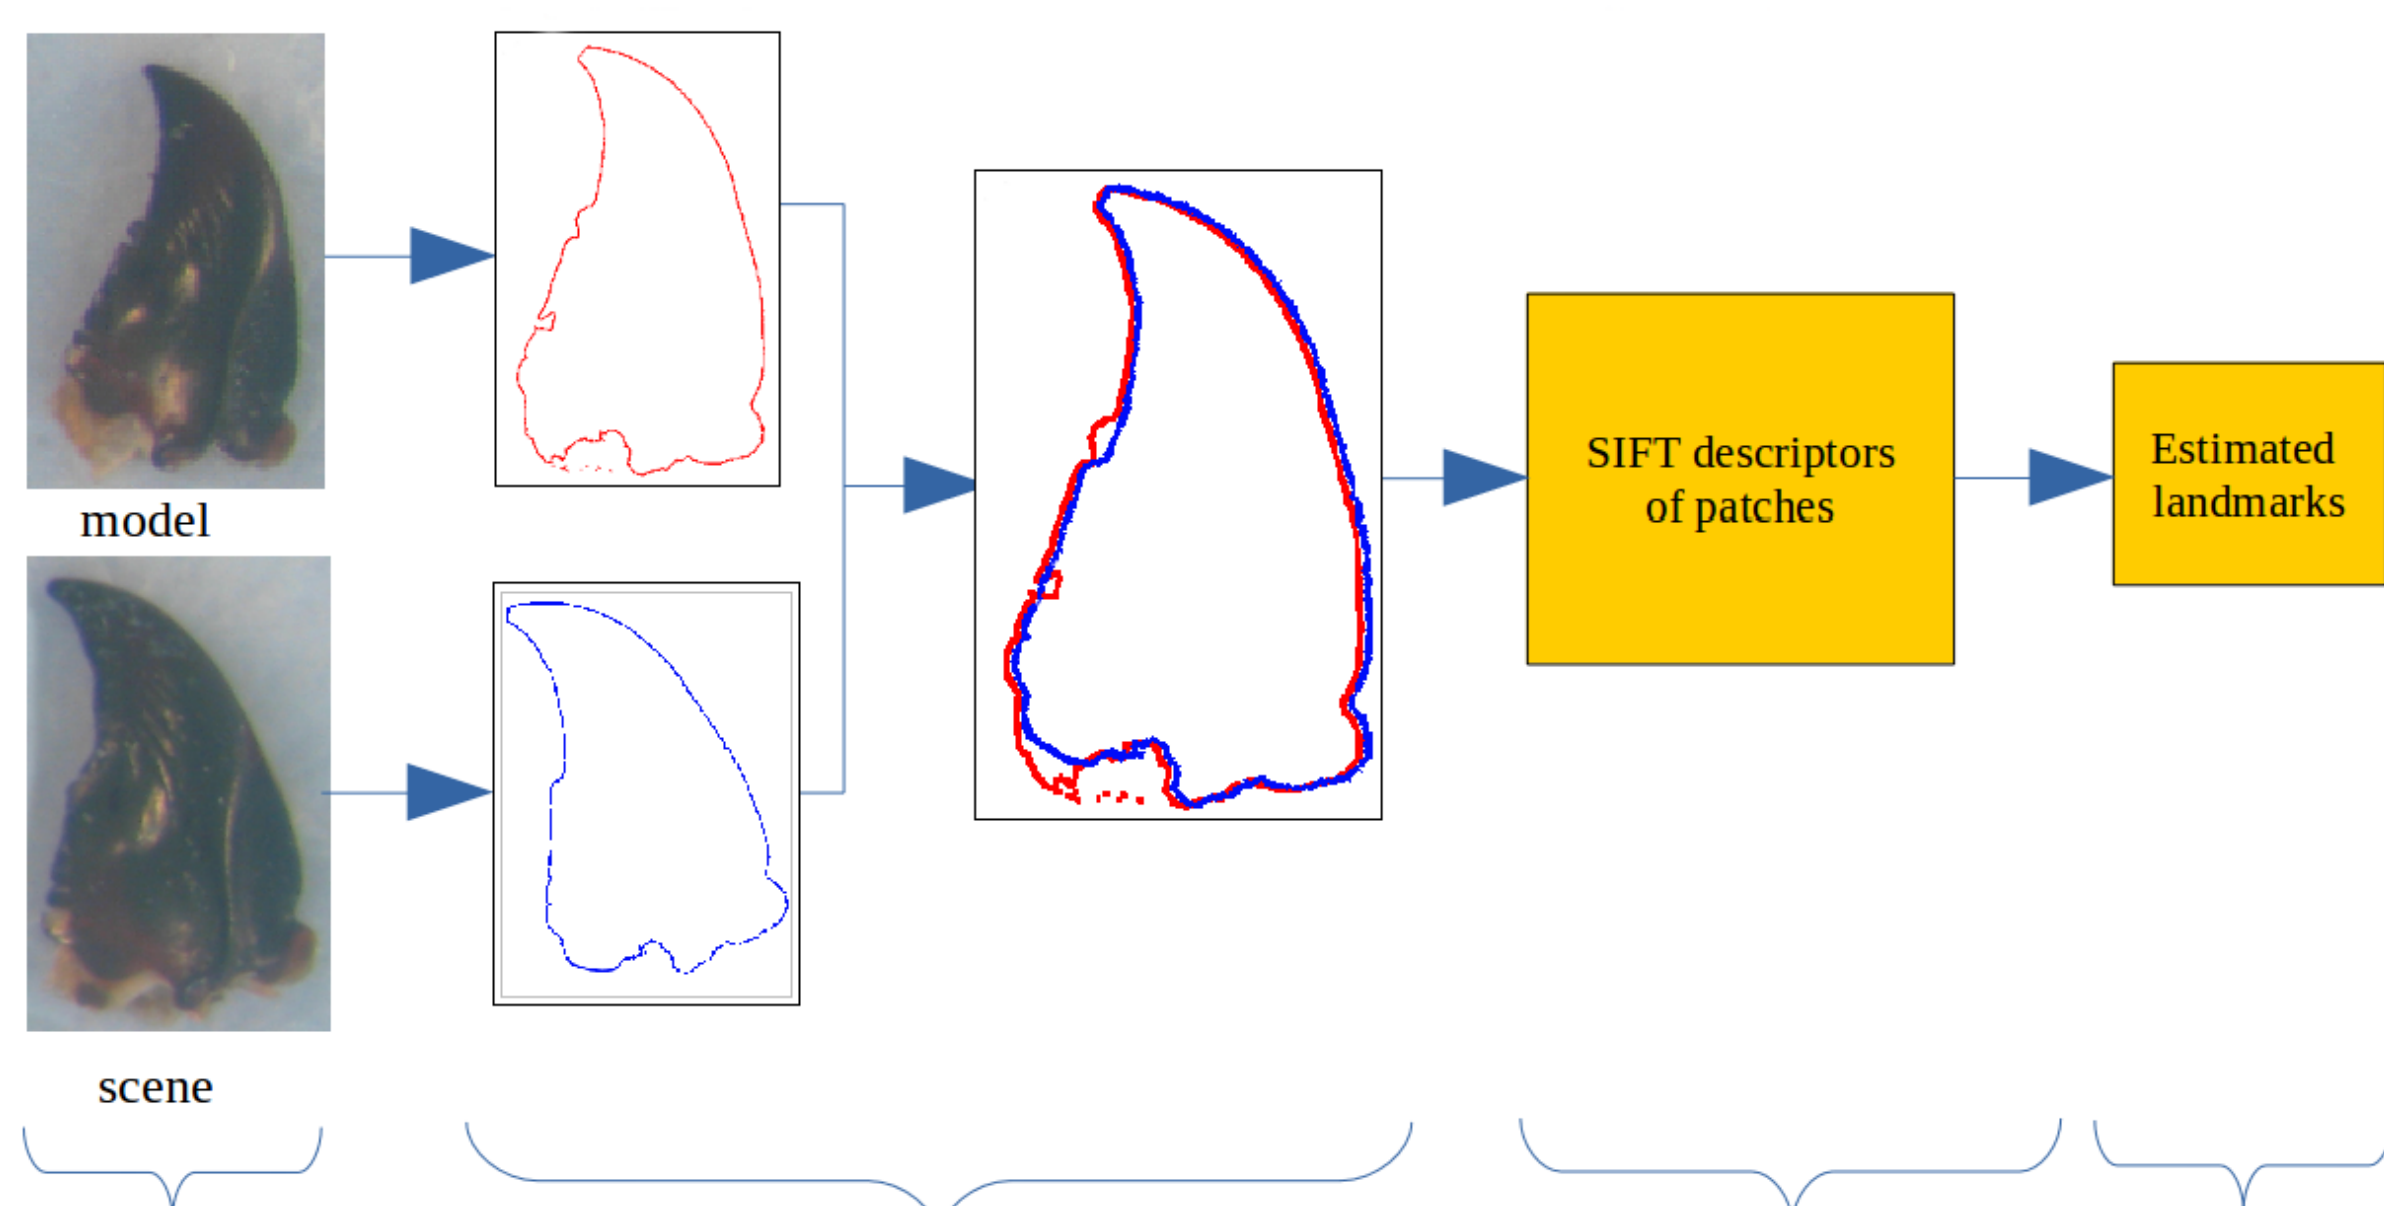 model
scene
SIFT descriptors
of patches
Estimated
landmarks